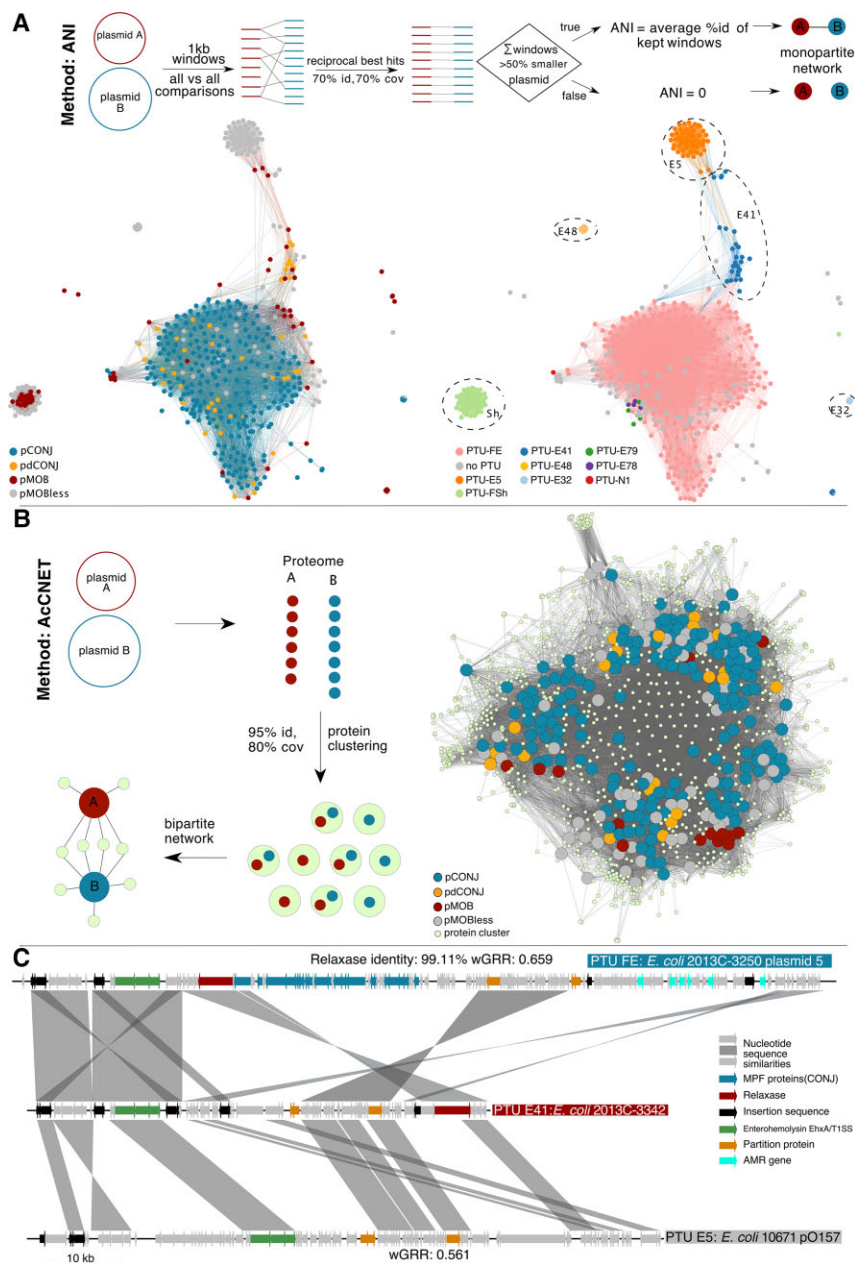 A
Method: ANI
plasmid A
plasmid
B
1kb
windows
all vs all
comparisons
reciprocal best hits
70% id, 70% cov
∑windows
>50% smaller
plasmid
true
false
ANI = average %id of
kept windows
ANI = 0
A
B
monopartite
network
A
B
E5
E41
E48
Sh
E32
pCONJ
pdCONJ
pMOB
pMOBless
PTU-FE
no PTU
PTU-E5
PTU-FSh
PTU-E41
PTU-E48
PTU-E32
PTU-E79
PTU-E78
PTU-N1
B
Method: AcCNET
plasmid
A
plasmid B
Proteome
A B
95% id,
80% cov
protein
clustering
bipartite
network
A
B
pCONJ
pdCONJ
pMOB
pMOBless
protein cluster
C
Relaxase identity: 99.11% wGRR: 0.659
PTU FE: E. coli 2013C-3250 plasmid 5
PTU E41:E. coli 2013C-3342
PTU E5: E. coli 10671 pO157
wGRR: 0.561
10 kb
Nucleotide
sequence
similarities
MPF proteins(CONJ)
Relaxase
Insertion sequence
Enterohemolysin EhxA/T1SS
Partition protein
AMR gene